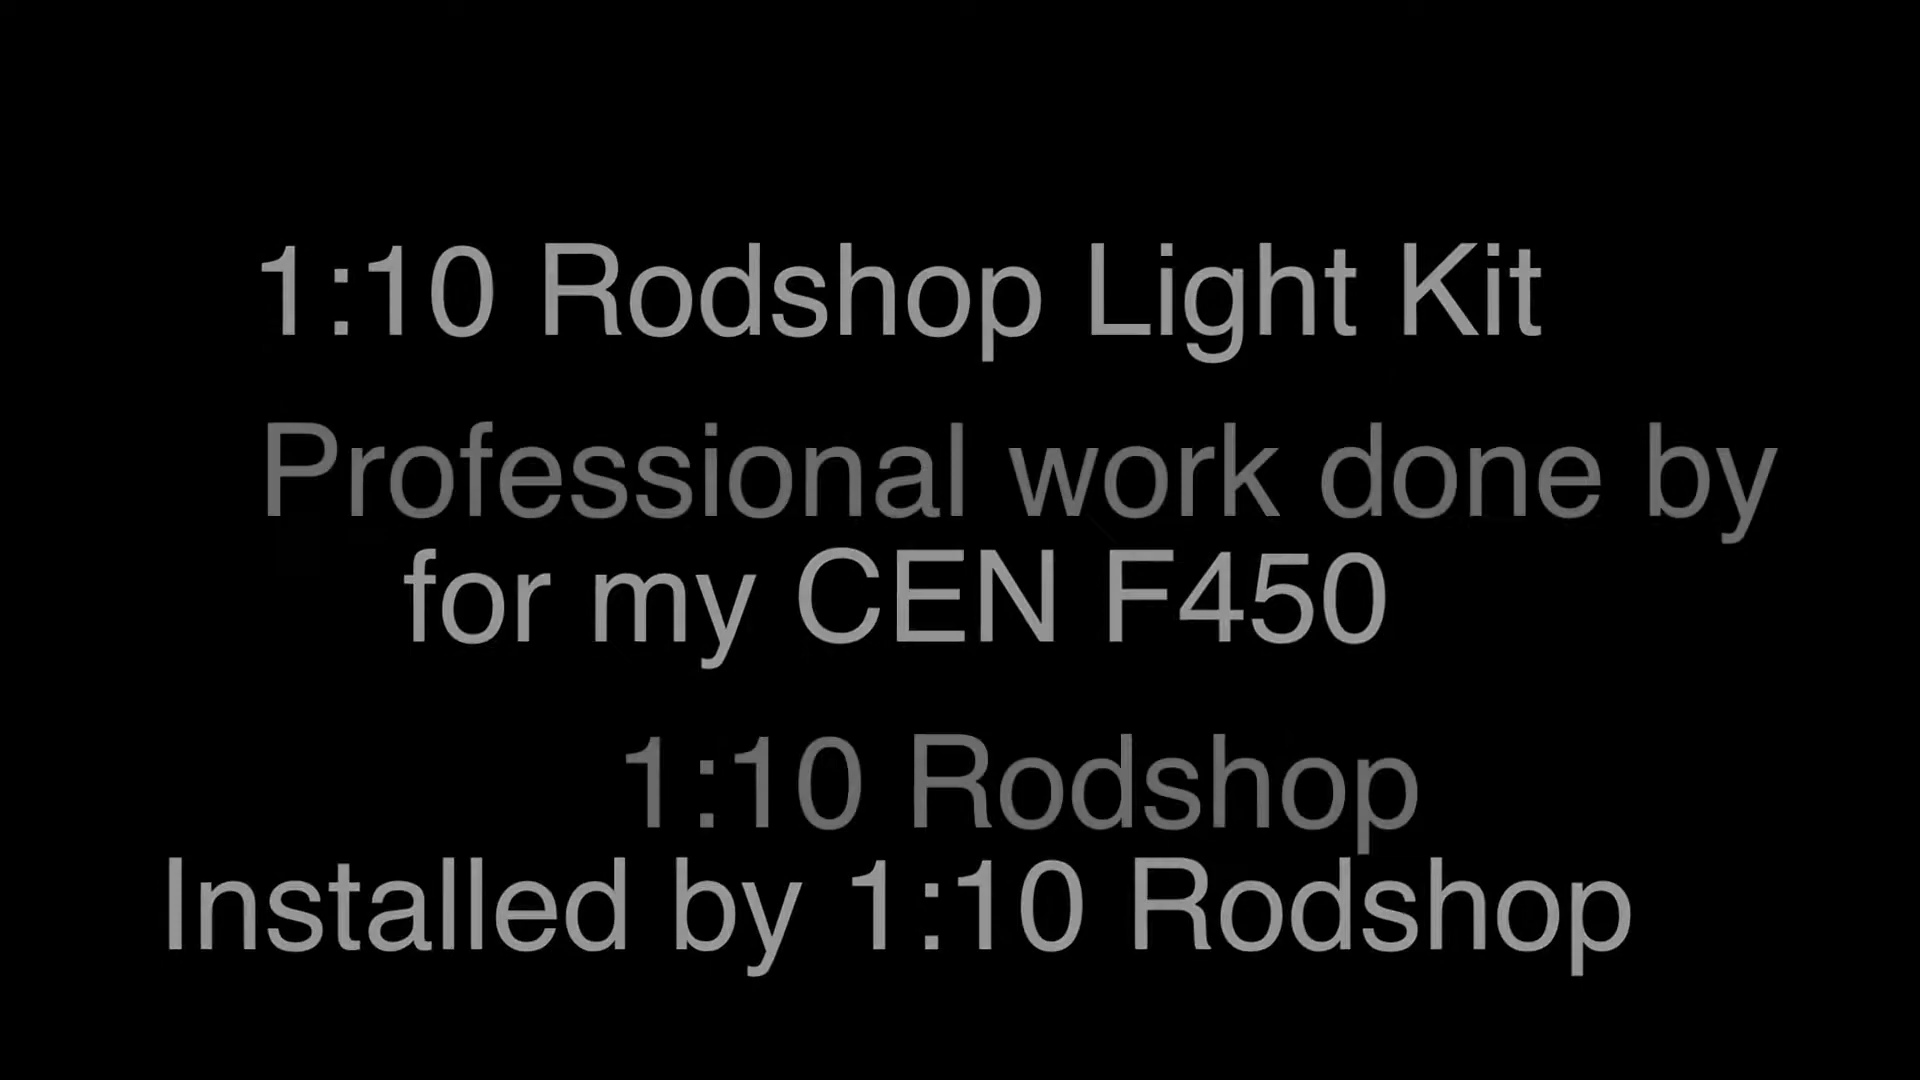 1:10 Rodshop Light Kit
Professional work done by
for my CEN F450
1:10 Rodshop
Installed by 1:10 Rodshop